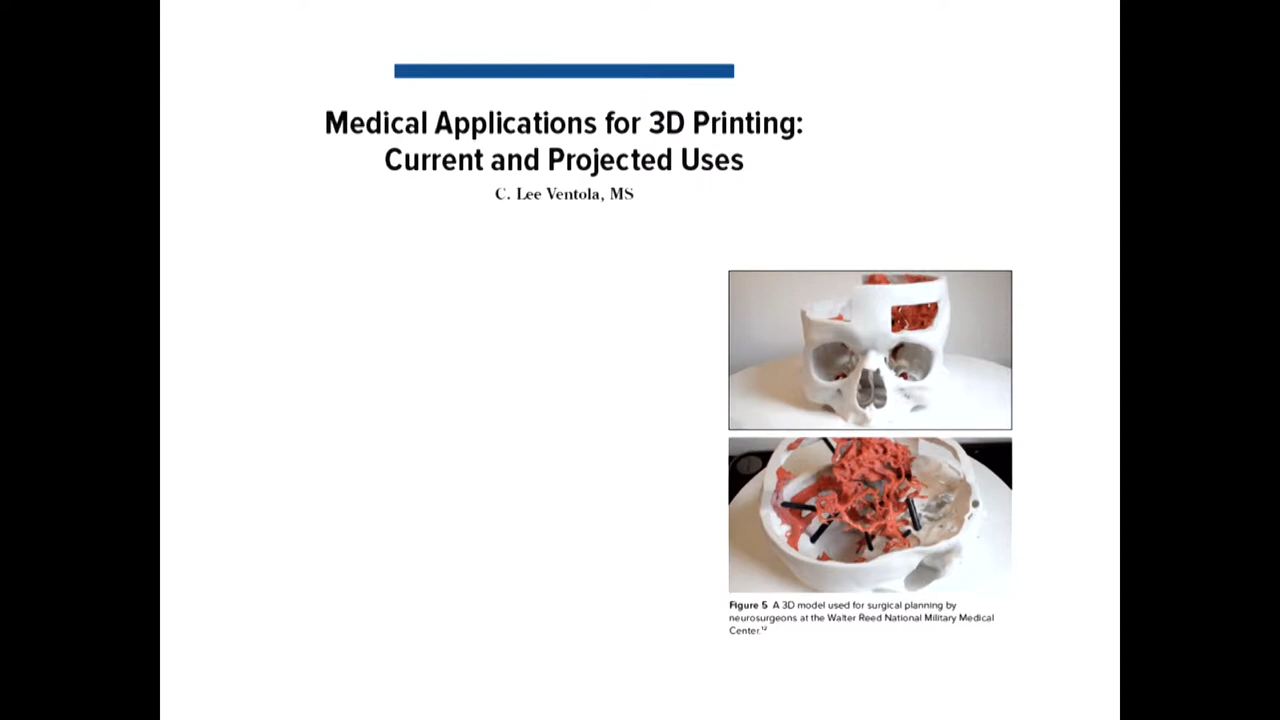 Medical Applications for 3D Printing:
Current and Projected Uses
C. Lee Ventola, MS
Figure 5 A 3D model used for surgical planning by
neurosurgeons at the Walter Reed National Military Medical
Center.¹²